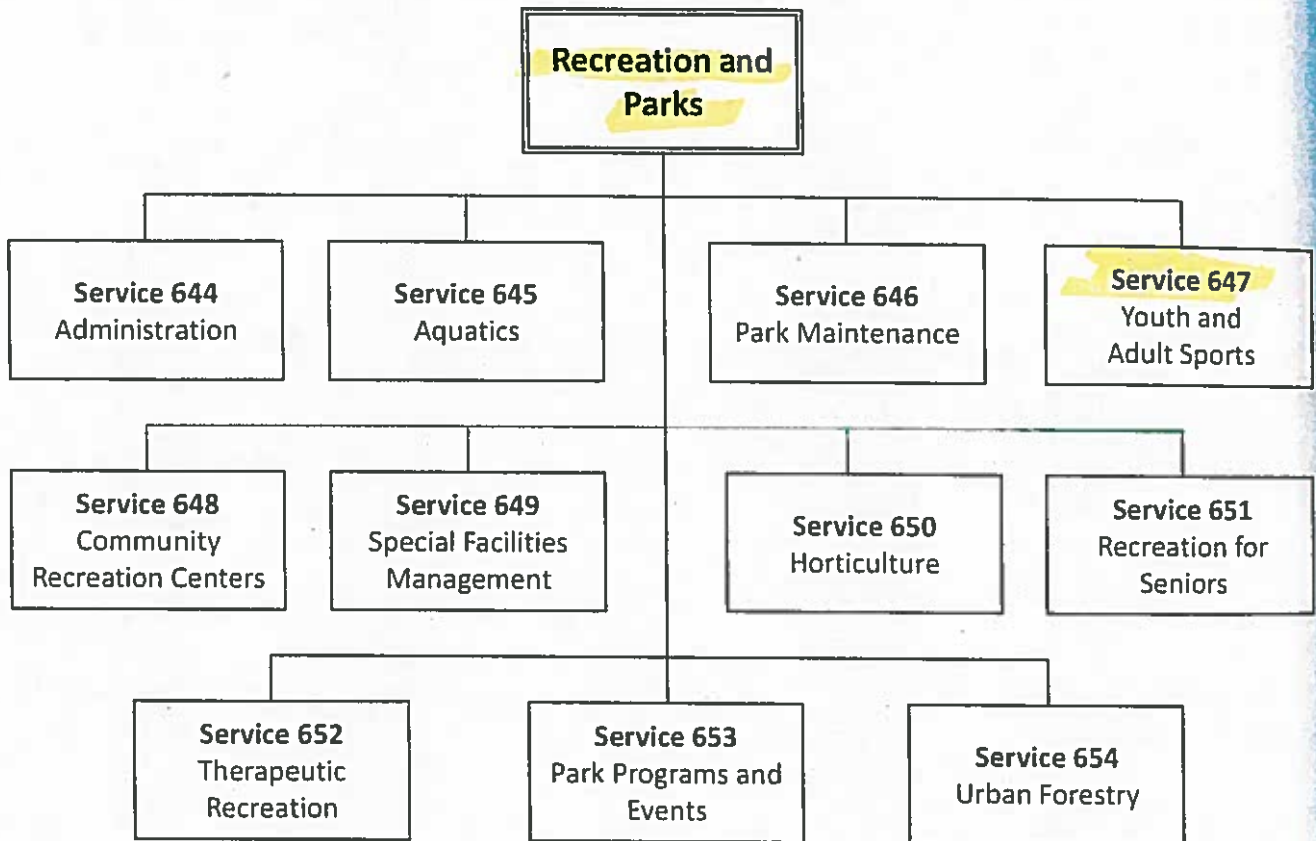 Recreation and
Parks
Service 644
Administration
Service 645
Aquatics
Service 646
Park Maintenance
Service 647
Youth and
Adult Sports
Service 648
Community
Recreation Centers
Service 649
Special Facilities
Management
Service 650
Horticulture
Service 651
Recreation for
Seniors
Service 652
Therapeutic
Recreation
Service 653
Park Programs and
Events
Service 654
Urban Forestry